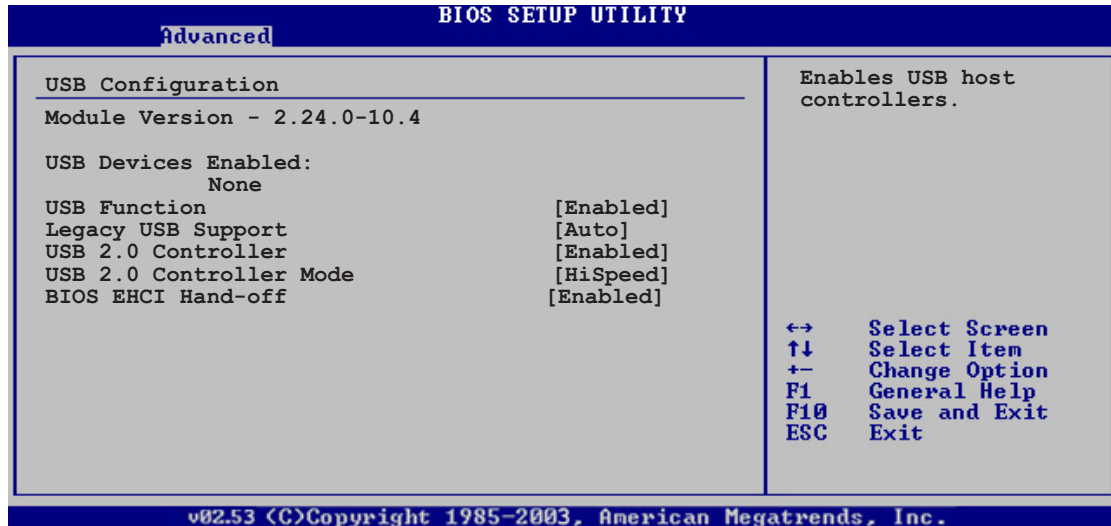 BIOS SETUP UTILITY
Advanced
USB Configuration
Module Version - 2.24.0-10.4
USB Devices Enabled:
None
USB Function [Enabled]
Legacy USB Support [Auto]
USB 2.0 Controller [Enabled]
USB 2.0 Controller Mode [HiSpeed]
BIOS EHCI Hand-off [Enabled]
Enables USB host
controllers.
←→ Select Screen
↑↓ Select Item
+- Change Option
F1 General Help
F10 Save and Exit
ESC Exit
v02.53 (C)Copyright 1985-2003, American Megatrends, Inc.